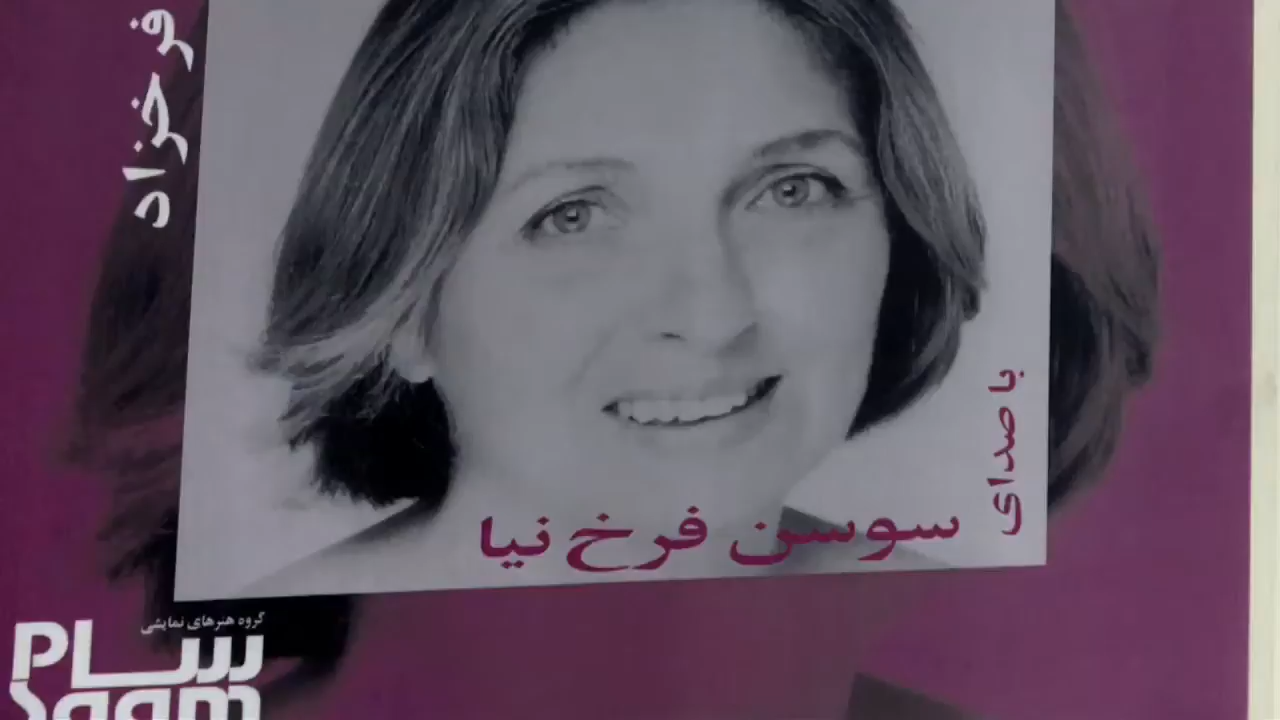 فرخزاد
با صدای
سوسن فرخ نیا
گروه هنرهای نمایشی
سام
Saam